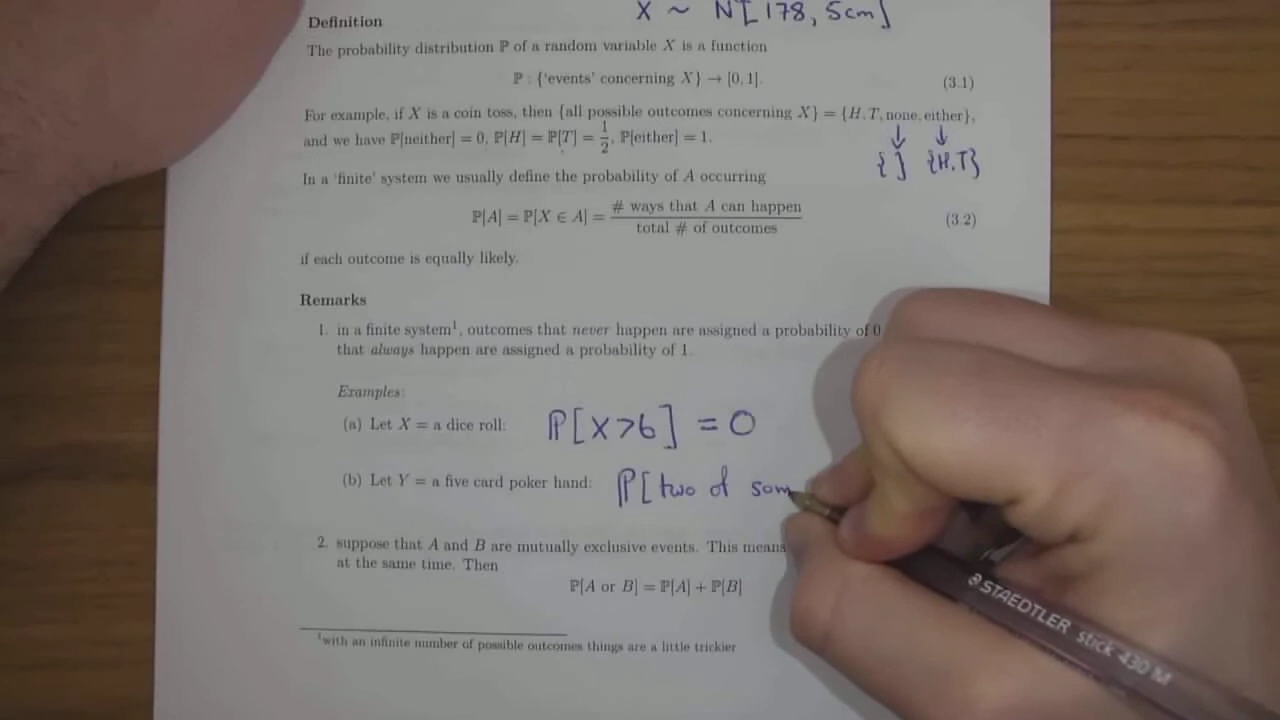 X ~ N[178, 5cm]
Definition
The probability distribution ℙ of a random variable X is a function
ℙ : {'events' concerning X} → [0, 1]. (3.1)
For example, if X is a coin toss, then {all possible outcomes concerning X} = {H, T, none, either},
and we have ℙ[neither] = 0, ℙ[H] = ℙ[T] = 1/2, ℙ[either] = 1.
{ } {H,T}
In a 'finite' system we usually define the probability of A occurring
ℙ[A] = ℙ[X ∈ A] = # ways that A can happen / total # of outcomes (3.2)
if each outcome is equally likely.
Remarks
1. in a finite system¹, outcomes that never happen are assigned a probability of 0
that always happen are assigned a probability of 1.
Examples:
(a) Let X = a dice roll: ℙ[X>6] = 0
(b) Let Y = a five card poker hand: ℙ[two of som
2. suppose that A and B are mutually exclusive events. This means
at the same time. Then
ℙ[A or B] = ℙ[A] + ℙ[B]
¹with an infinite number of possible outcomes things are a little trickier
STAEDTLER stick 430 M